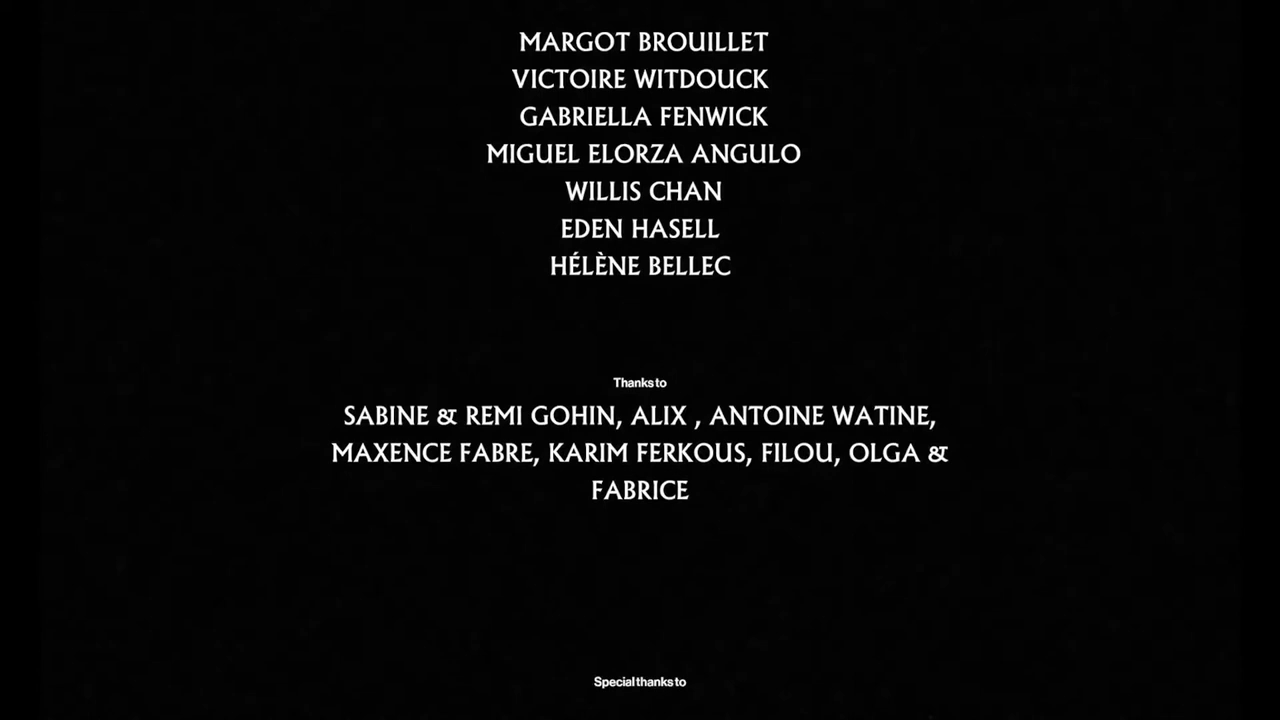 MARGOT BROUILLET
VICTOIRE WITDOUCK
GABRIELLA FENWICK
MIGUEL ELORZA ANGULO
WILLIS CHAN
EDEN HASELL
HÉLÈNE BELLEC
Thanks to
SABINE & REMI GOHIN, ALIX , ANTOINE WATINE,
MAXENCE FABRE, KARIM FERKOUS, FILOU, OLGA &
FABRICE
Special thanks to